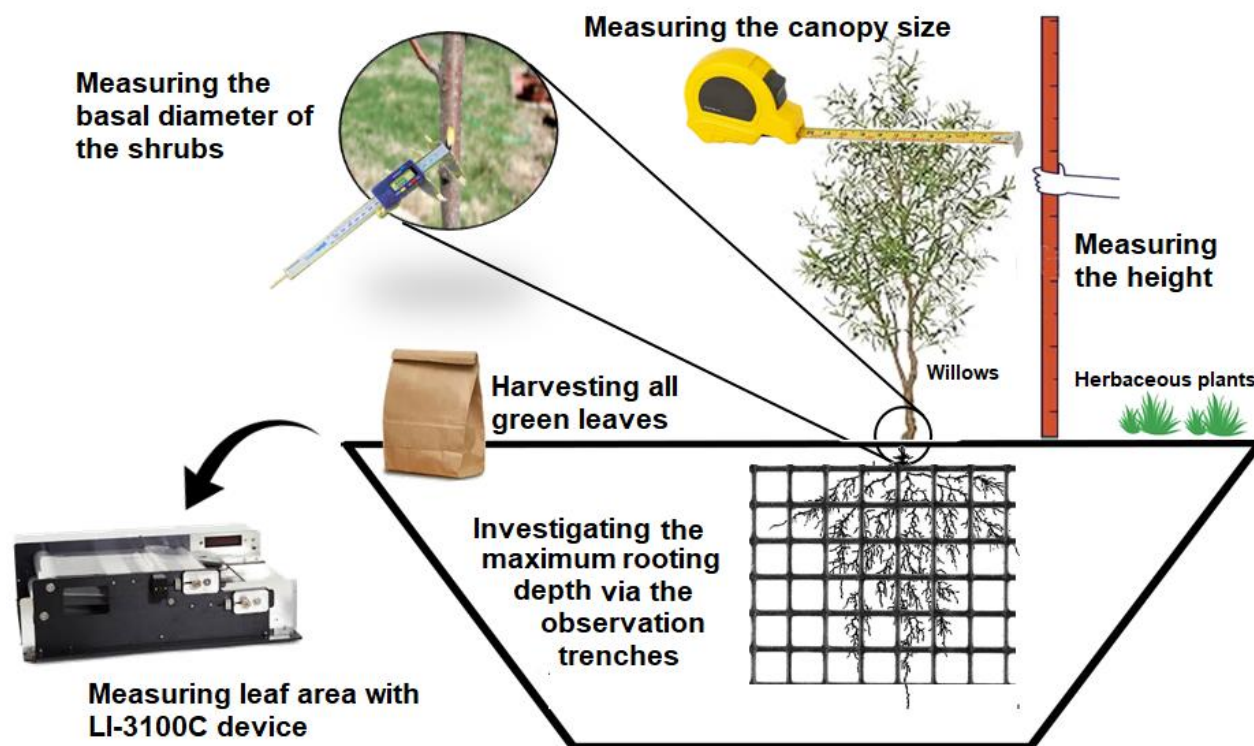 Measuring the canopy size
Measuring the
basal diameter of
the shrubs
Measuring
the height
Willows
Herbaceous plants
Harvesting all
green leaves
Investigating the
maximum rooting
depth via the
observation
trenches
Measuring leaf area with
LI-3100C device